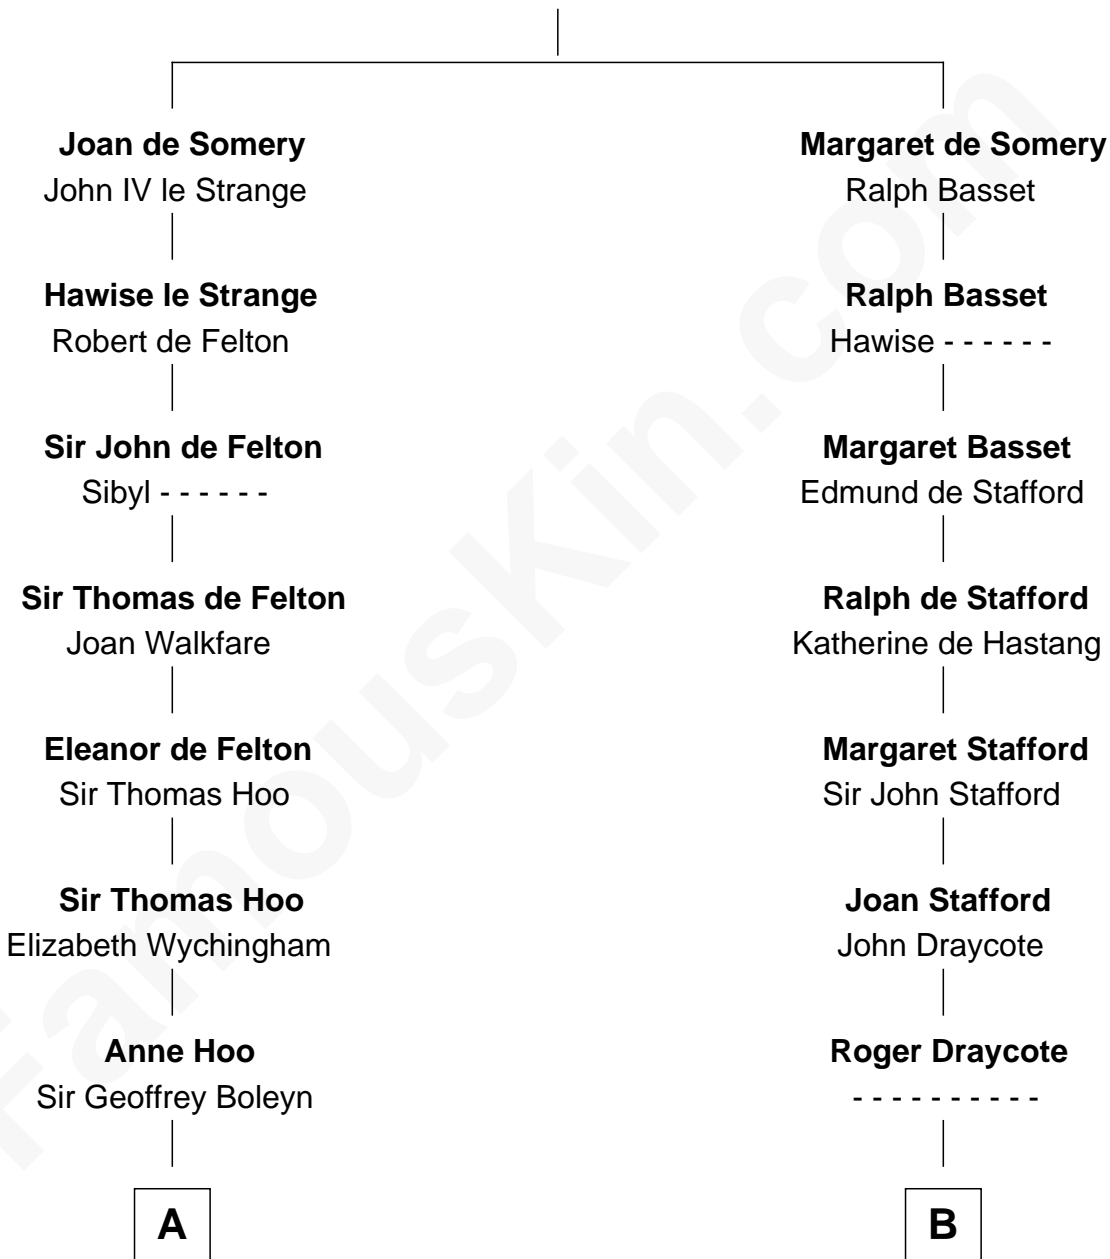 Joan de Somery
John IV le Strange
Hawise le Strange
Robert de Felton
Sir John de Felton
Sibyl - - - - - -
Sir Thomas de Felton
Joan Walkfare
Eleanor de Felton
Sir Thomas Hoo
Sir Thomas Hoo
Elizabeth Wychingham
Anne Hoo
Sir Geoffrey Boleyn
A
Margaret de Somery
Ralph Basset
Ralph Basset
Hawise - - - - - -
Margaret Basset
Edmund de Stafford
Ralph de Stafford
Katherine de Hastang
Margaret Stafford
Sir John Stafford
Joan Stafford
John Draycote
Roger Draycote
- - - - - - - - - -
B
FamousKin.com